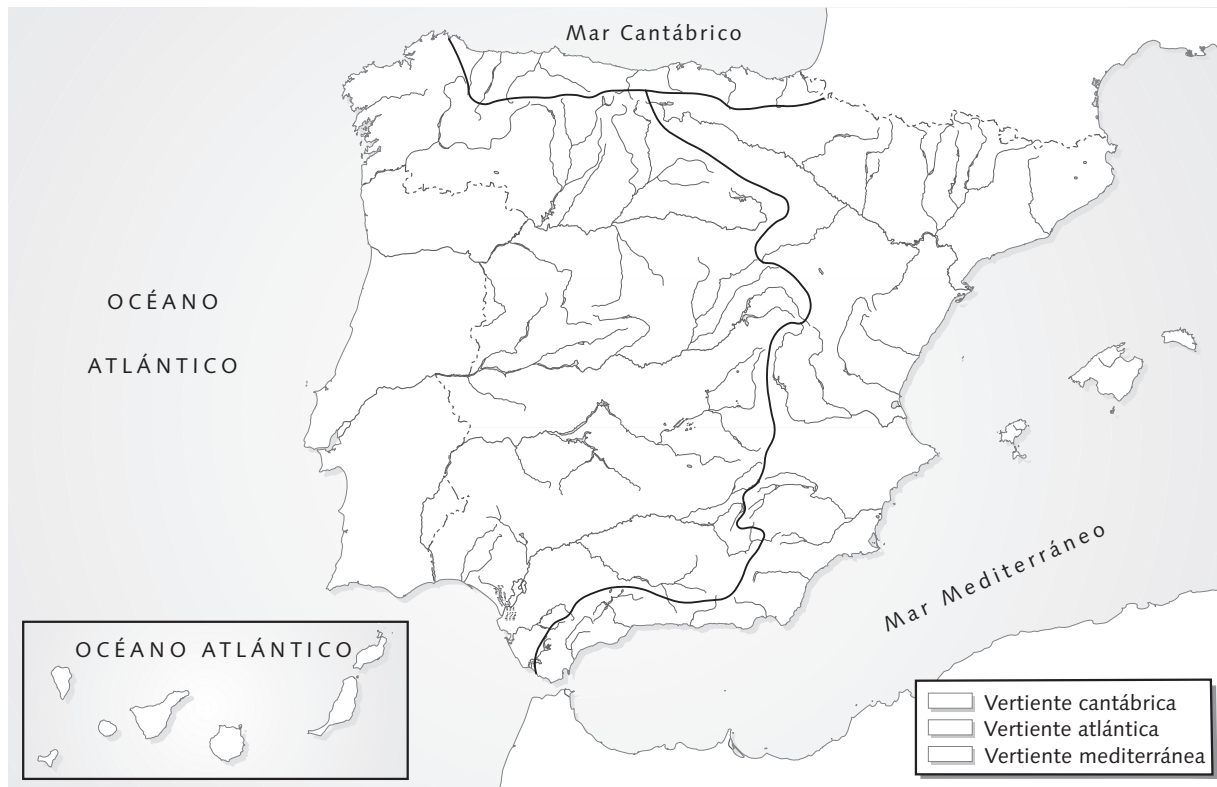 Mar Cantábrico
OCÉANO
ATLÁNTICO
Mar Mediterráneo
OCÉANO ATLÁNTICO
Vertiente cantábrica
Vertiente atlántica
Vertiente mediterránea